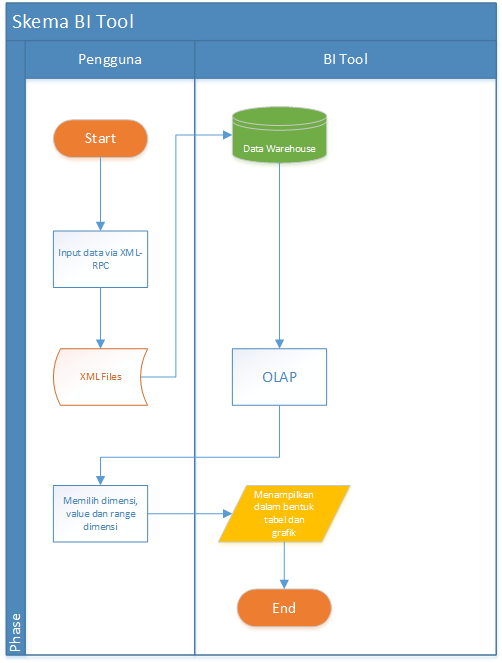 Skema BI Tool
Pengguna
BI Tool
Start
Data Warehouse
Input data via XML-
RPC
XML Files
OLAP
Memilih dimensi,
value dan range
dimensi
Menampilkan
dalam bentuk
tabel dan
grafik
End
Phase